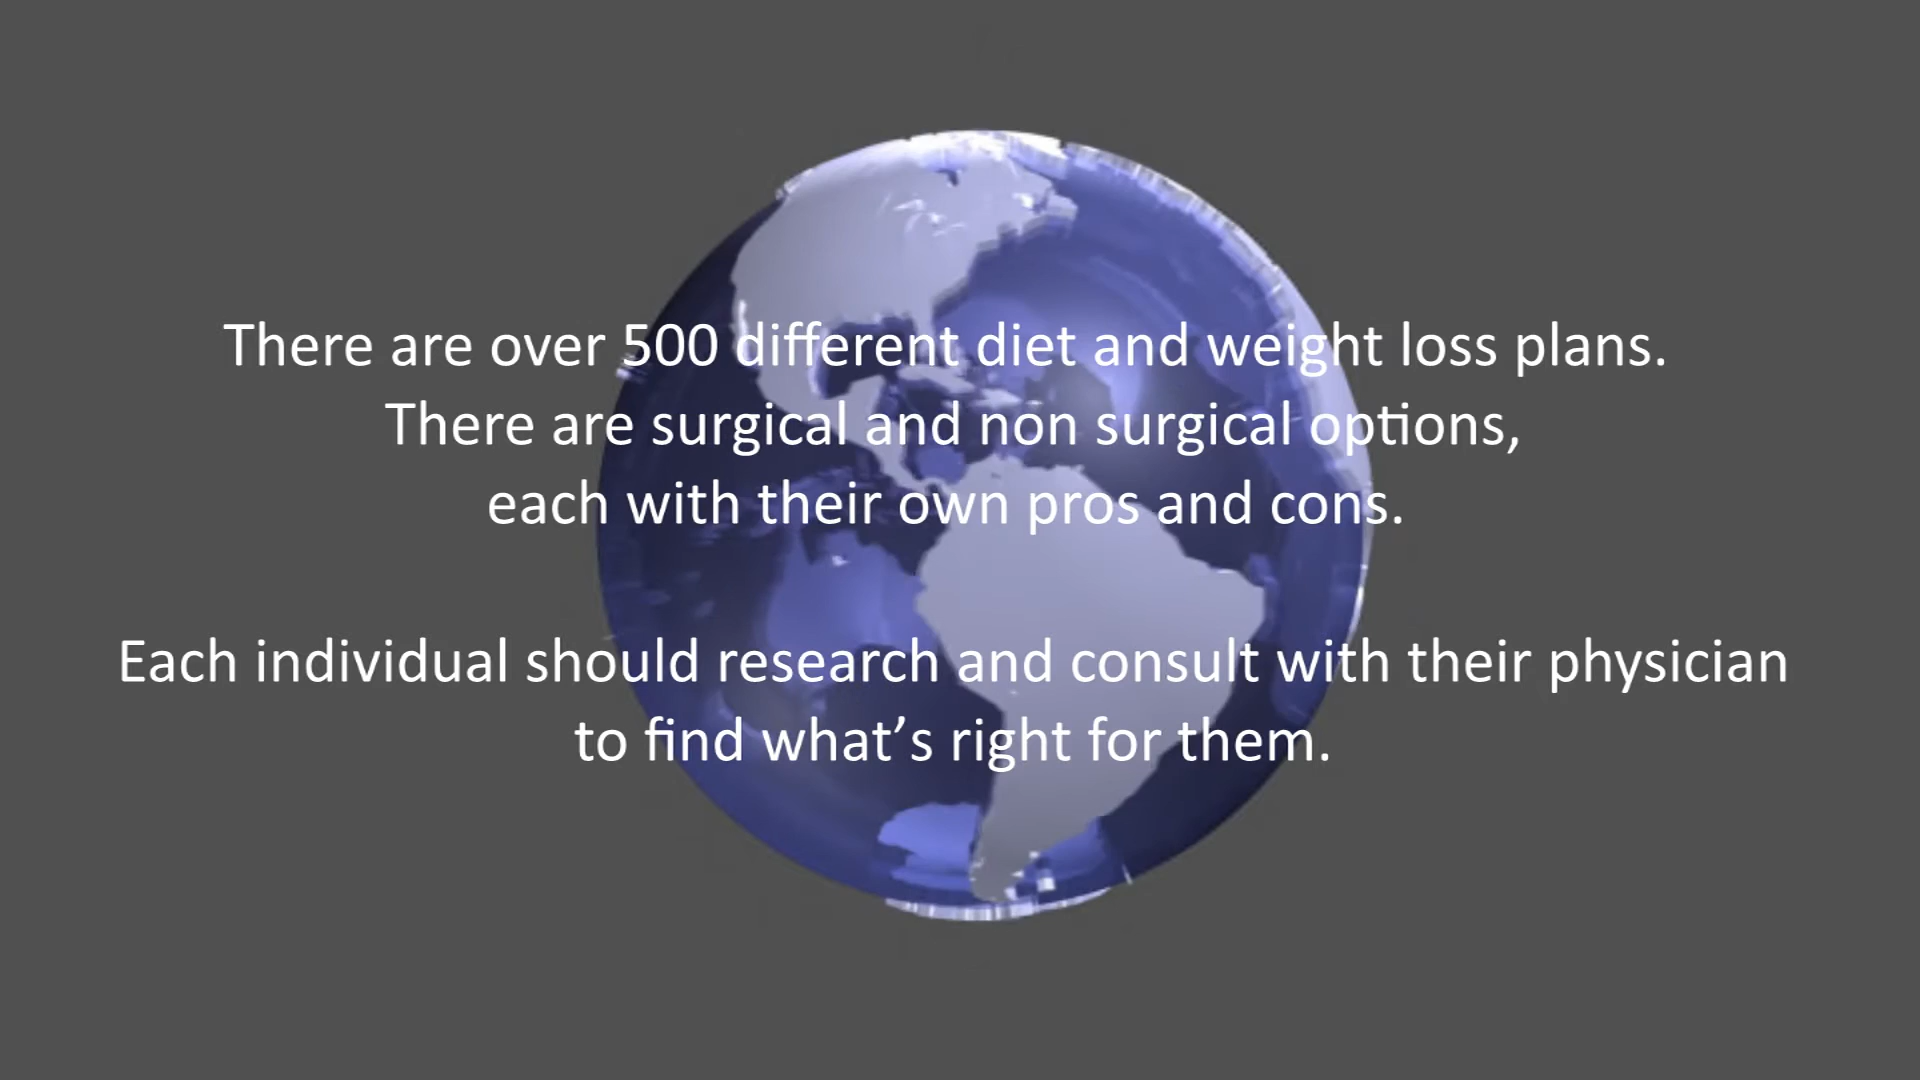 There are over 500 different diet and weight loss plans.
There are surgical and non surgical options,
each with their own pros and cons.
Each individual should research and consult with their physician
to find what’s right for them.